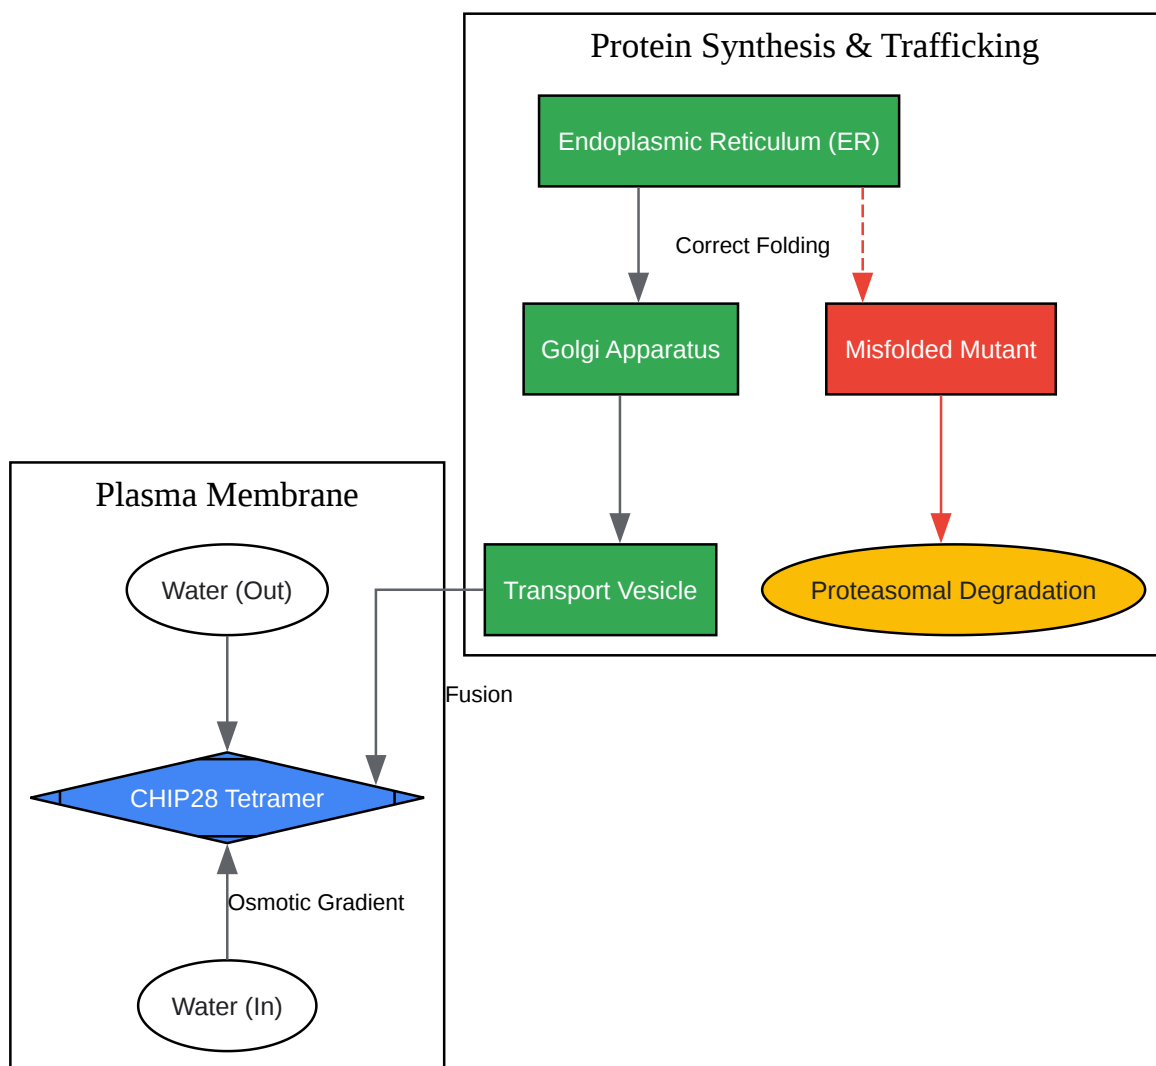 Protein Synthesis & Trafficking
Endoplasmic Reticulum (ER)
Correct Folding
Golgi Apparatus
Misfolded Mutant
Plasma Membrane
Water (Out)
Transport Vesicle
Proteasomal Degradation
Fusion
CHIP28 Tetramer
Osmotic Gradient
Water (In)